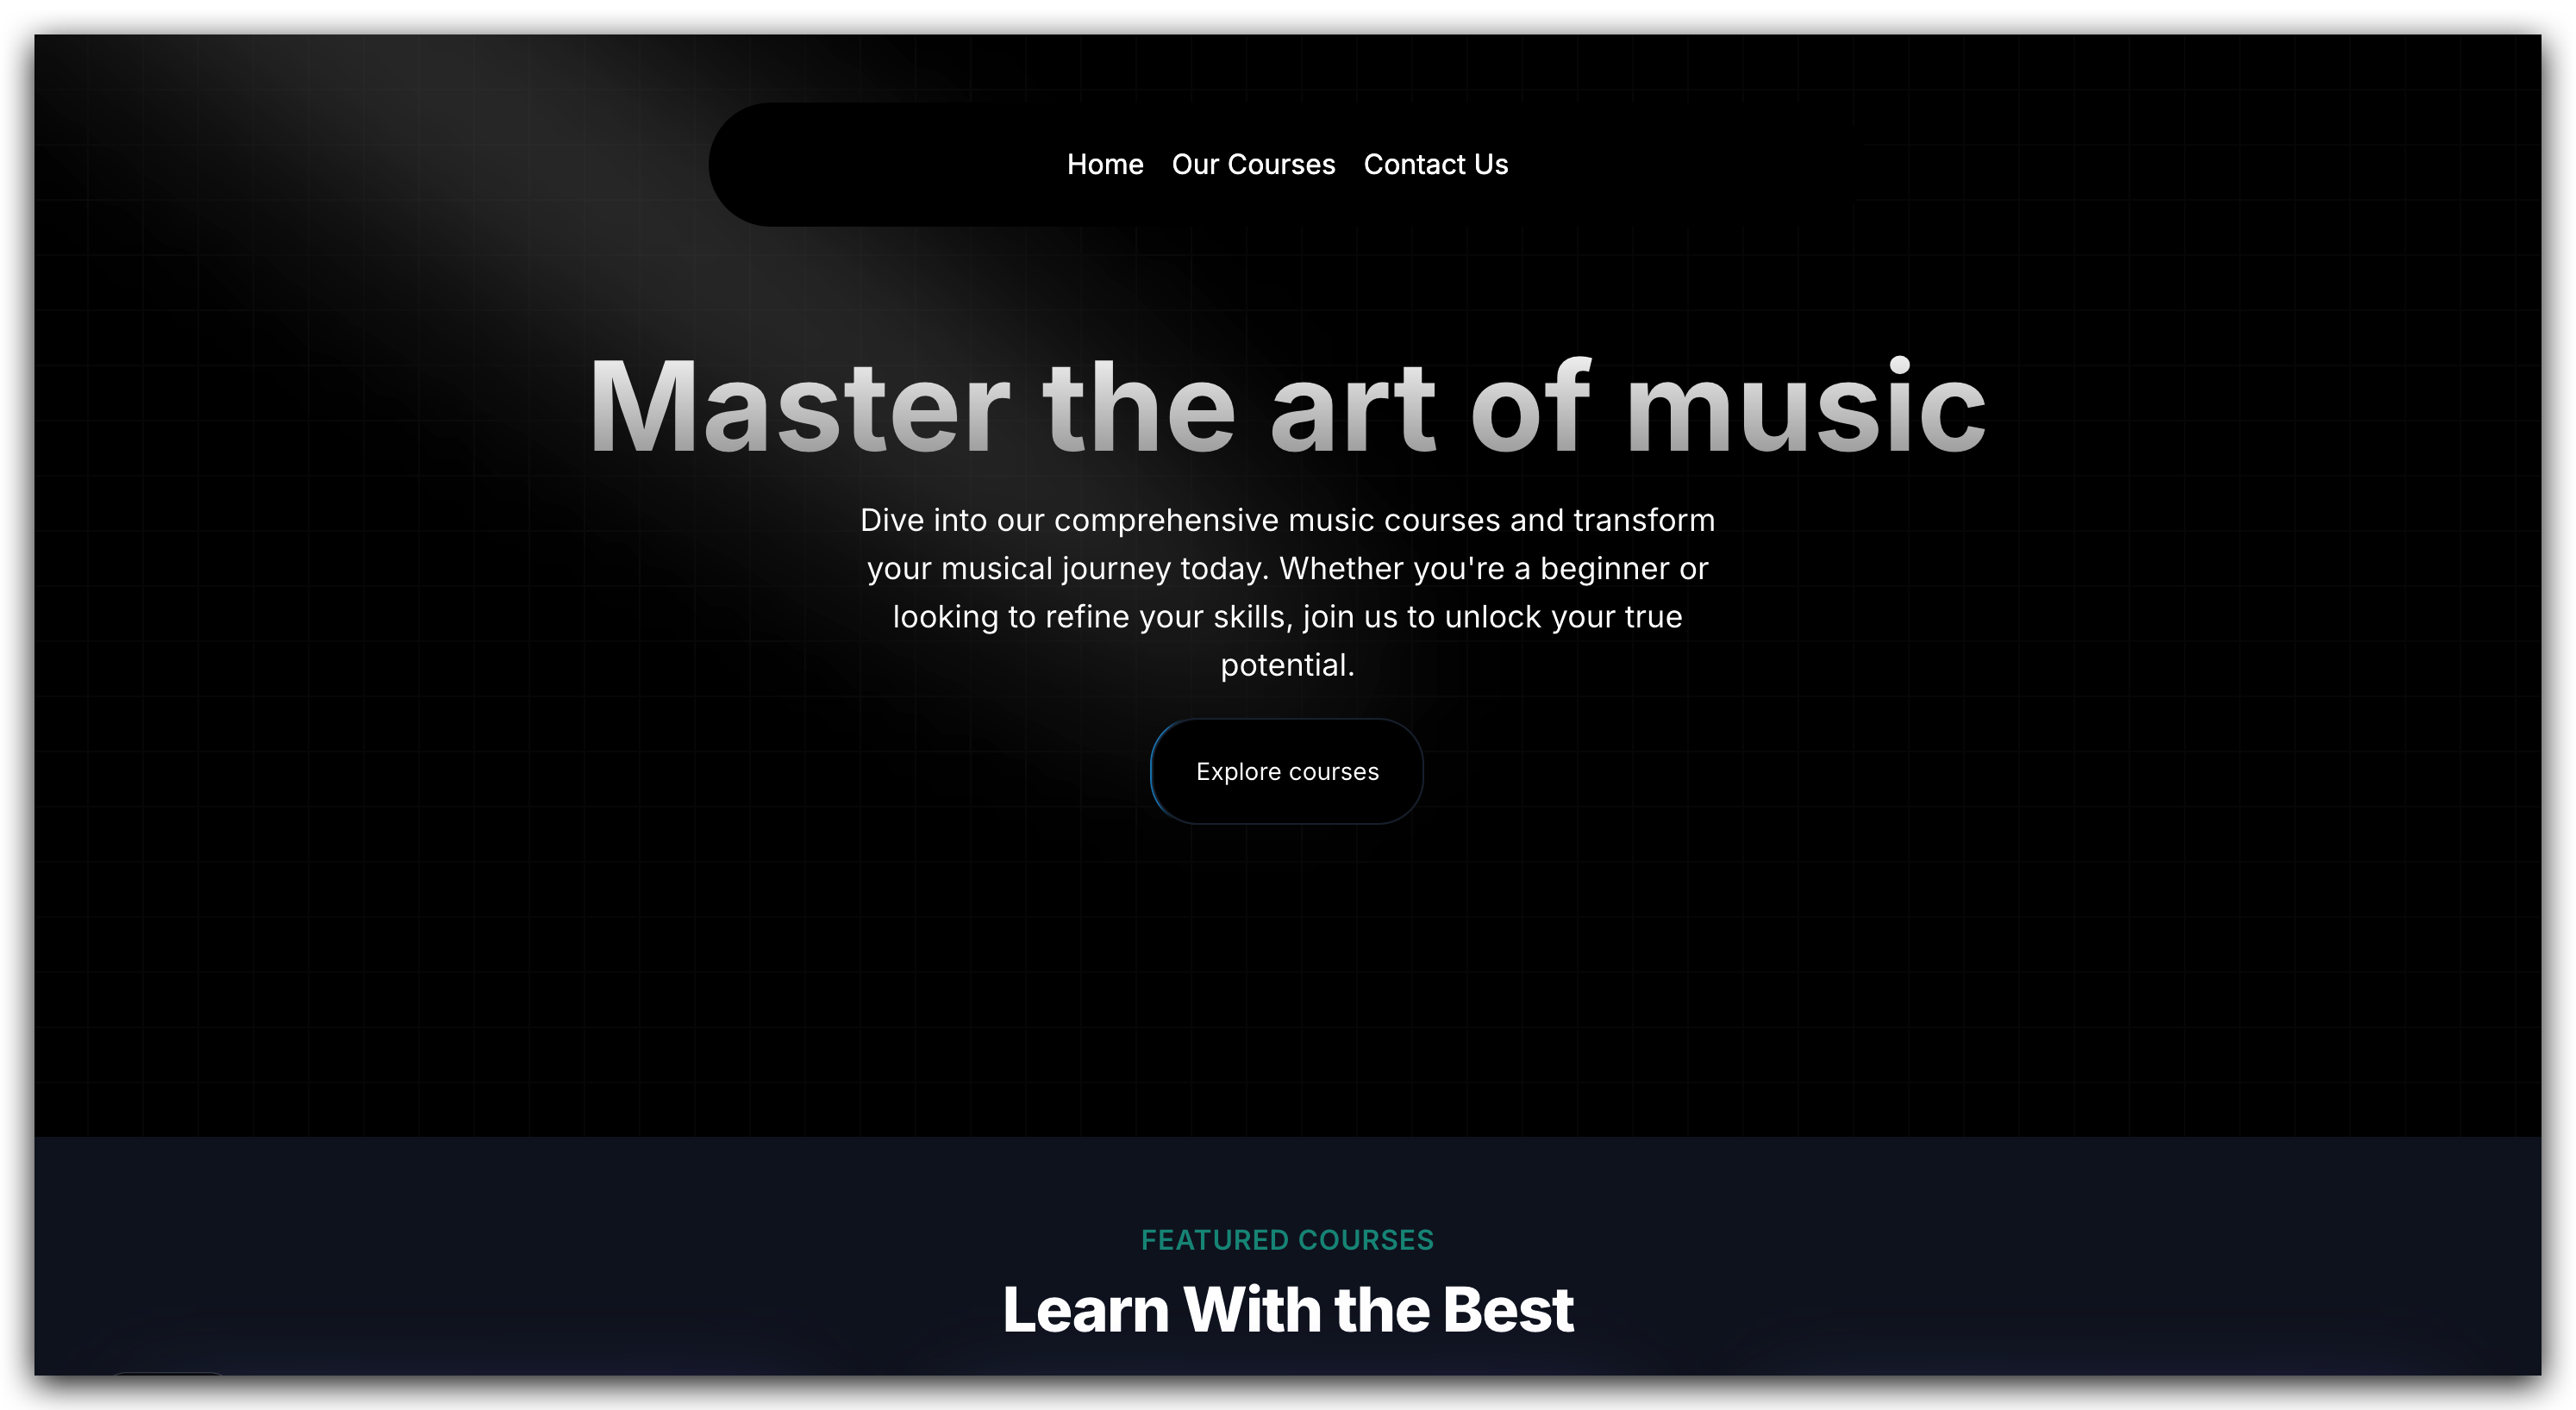 Home Our Courses Contact Us
Master the art of music
Dive into our comprehensive music courses and transform
your musical journey today. Whether you're a beginner or
looking to refine your skills, join us to unlock your true
potential.
Explore courses
FEATURED COURSES
Learn With the Best